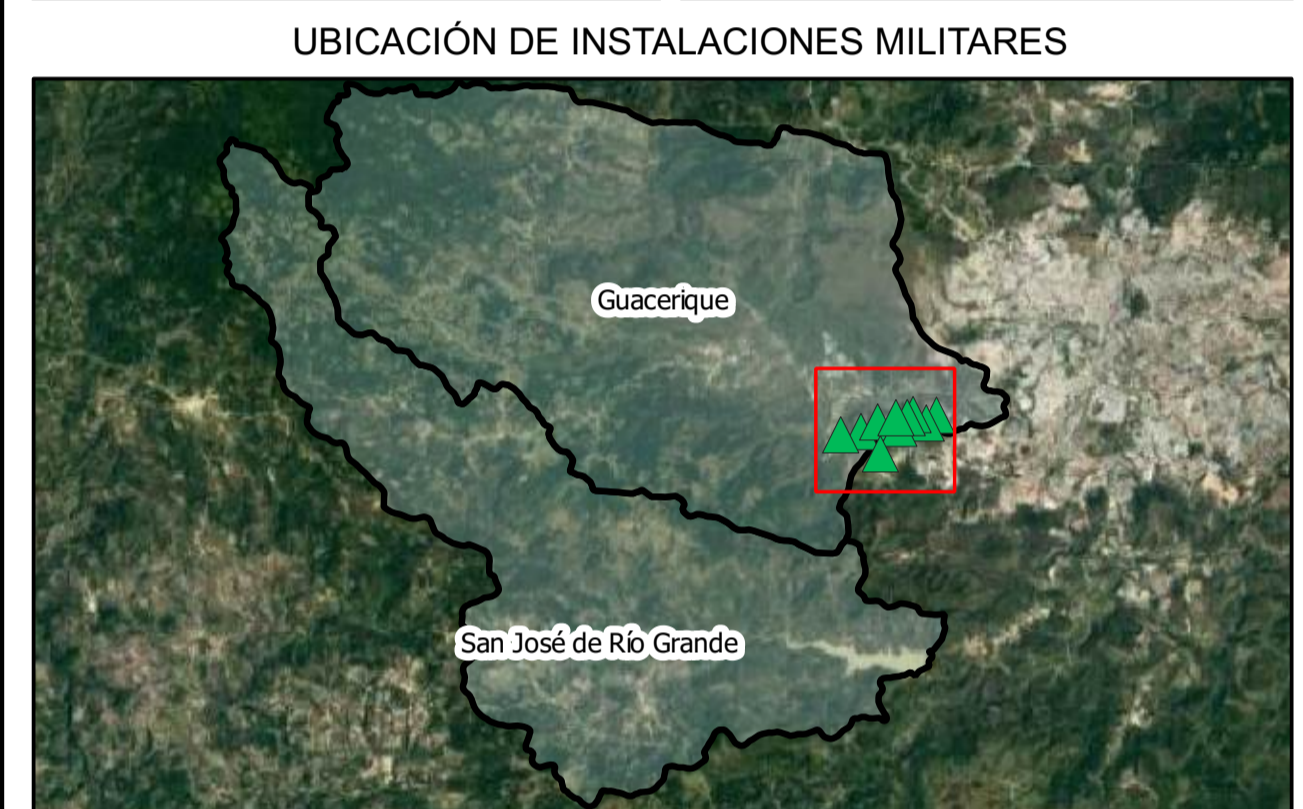 UBICACIÓN DE INSTALACIONES MILITARES
Guacerique
San José de Río Grande